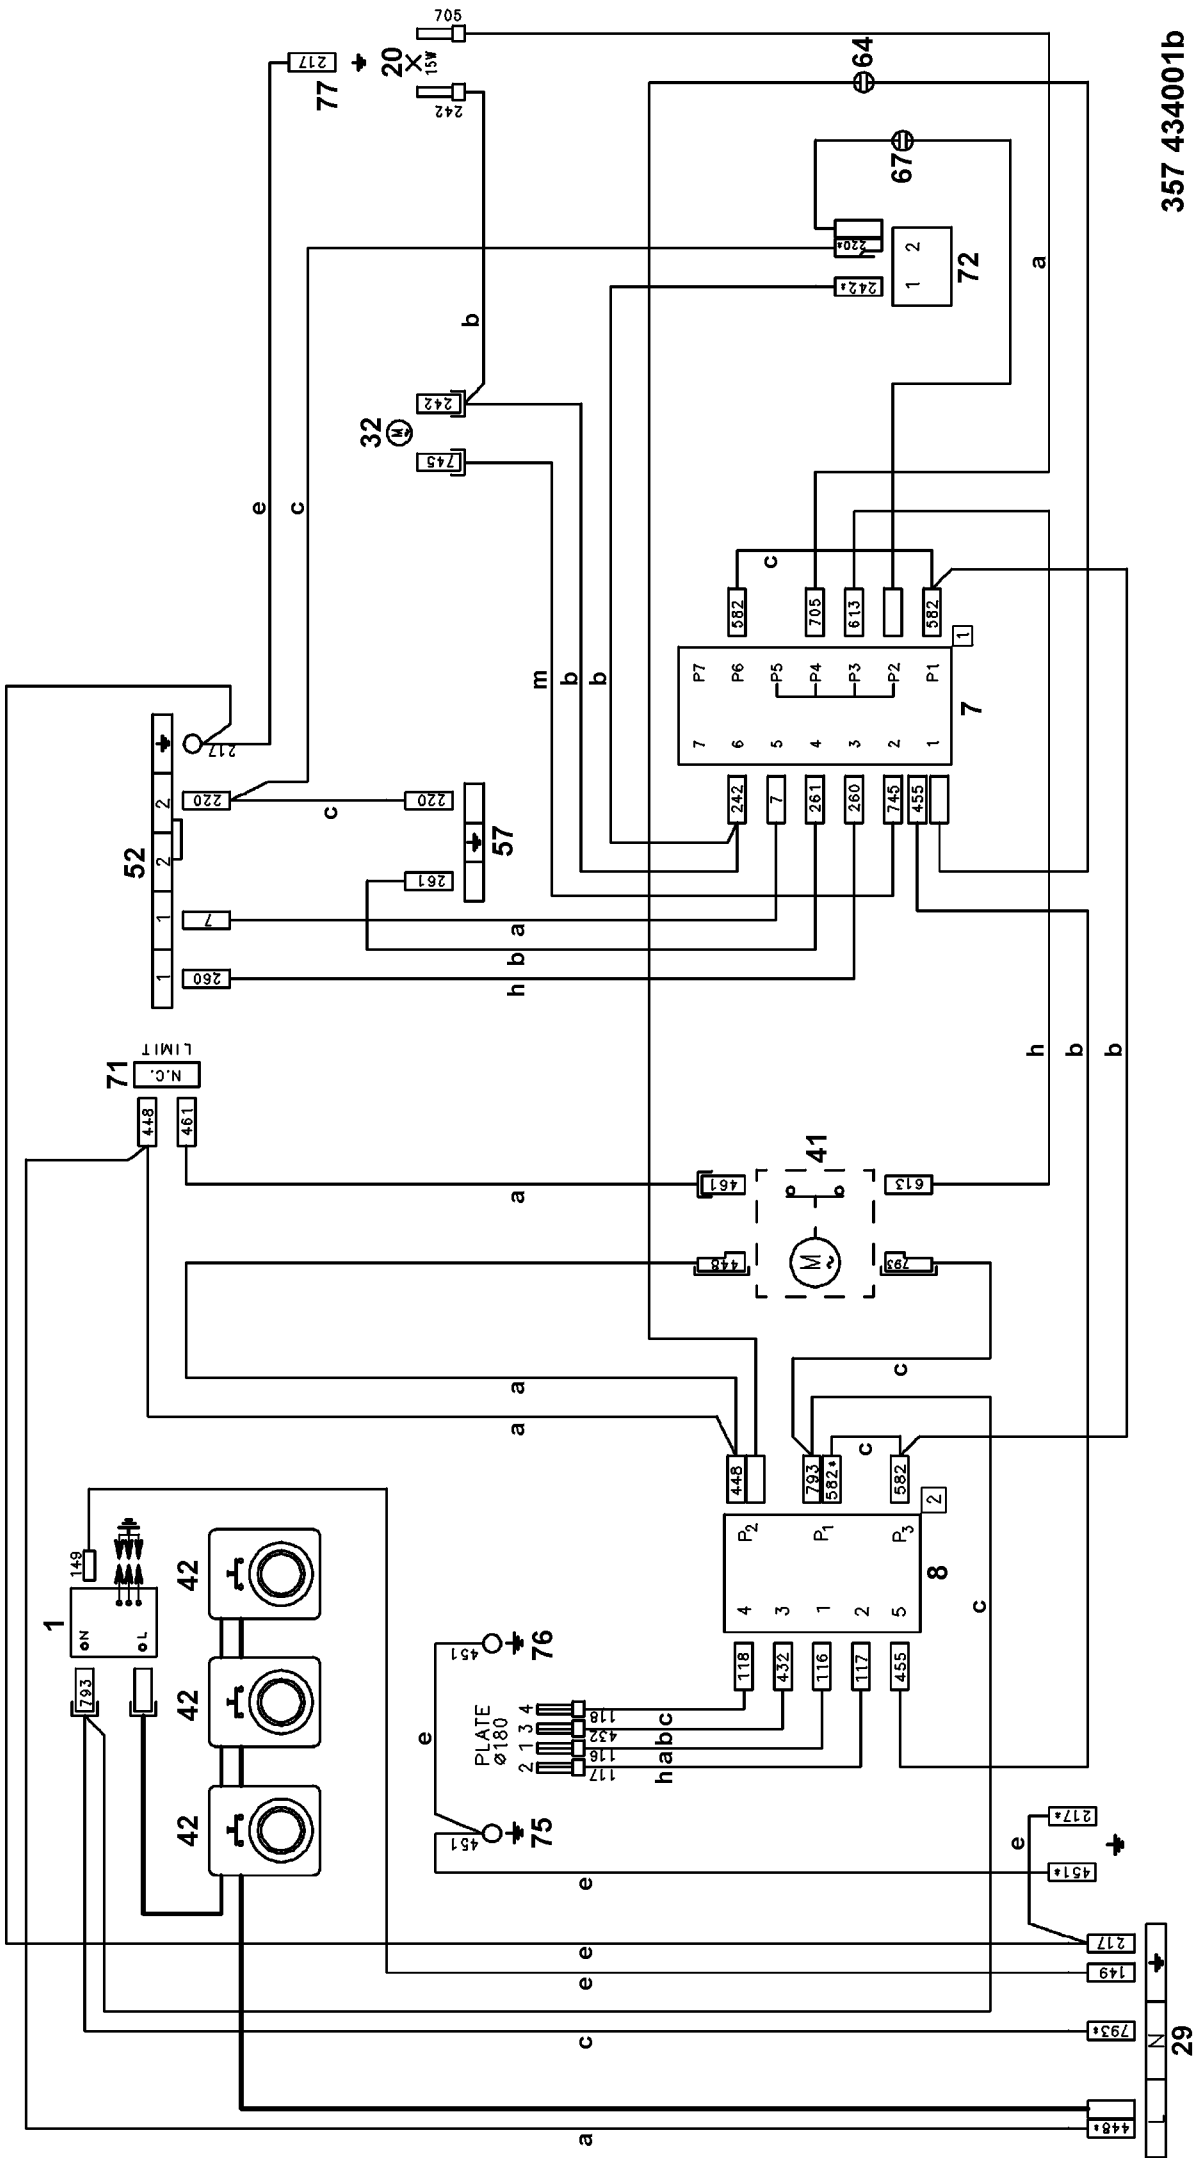 357 434001b
705
20
15W
242
217
77
64
67
220*
242*
1 2
72
a
b
32
242
745
e
c
c
582
705
613
582
1
m
b
b
7 P7
6 P6
5 P5
4 P4
3 P3
2 P2
1 P1
7
242
7
261
260
745
455
52
1 1 2 2
217
220
7
260
c
220
57
261
a
b
h
71
LIMIT
N.C.
448
461
h
b
b
a
461
41
613
448
M
793
a
a
c
c
448
793
582*
582
2
4 P2
3
1 P1
2
5 P3
8
118
432
116
117
455
c
149
1
N
L
793
42
42
42
451
76
PLATE
ø180
2 1 3 4
118
432
116
117
h a b c
e
451
75
e
e
217*
451*
e
e
c
a
217
149
793*
448*
L N
29